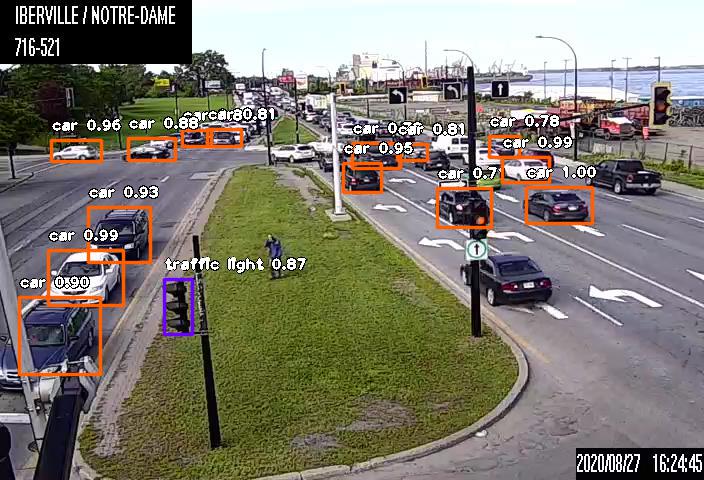 IBERVILLE / NOTRE-DAME
716-521
car 0.96
car 0.88
car 0.81
car 0.81
car 0.78
car 0.95
car 0.99
car 0.7
car 1.00
car 0.93
car 0.99
car 0.90
traffic light 0.87
2020/08/27 16:24:45